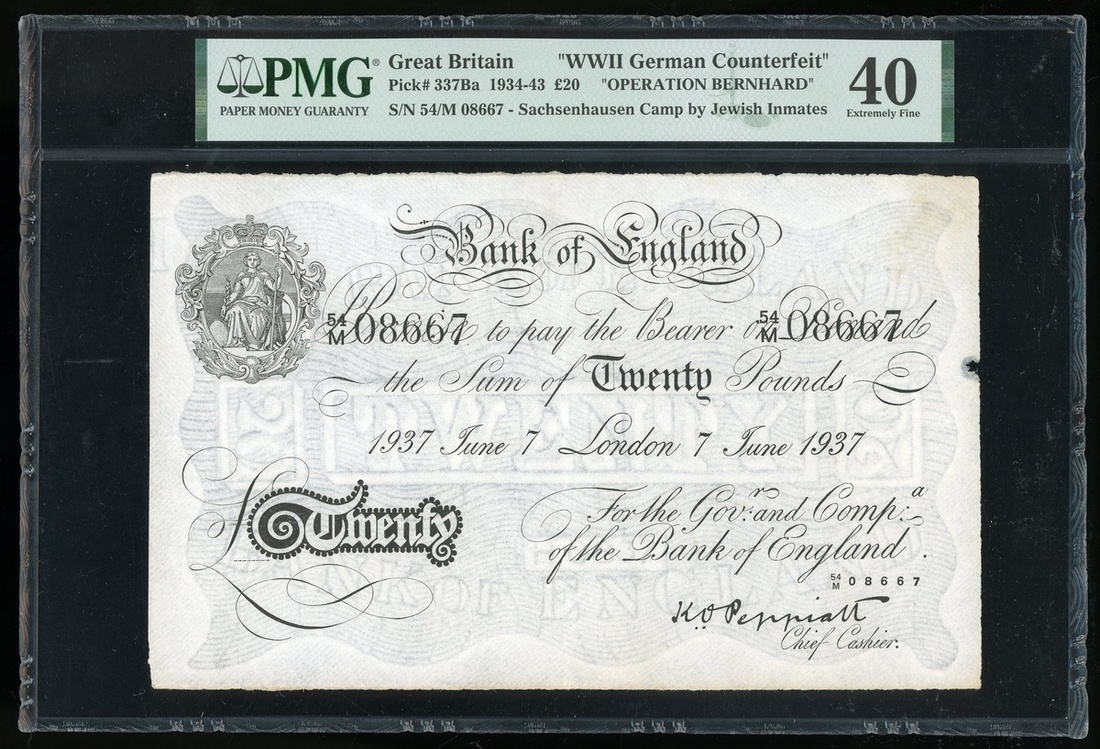 PMG®
PAPER MONEY GUARANTY
Great Britain "WWII German Counterfeit"
Pick# 337Ba 1934-43 £20 "OPERATION BERNHARD"
S/N 54/M 08667 - Sachsenhausen Camp by Jewish Inmates
40
Extremely Fine
Bank of England
I Promise to pay the Bearer on Demand
54/M 08667 54/M 08667
the Sum of Twenty Pounds
1937 June 7 London 7 June 1937
£Twenty
For the Gov.r and Comp.a
of the Bank of England.
54/M 08667
K.O. Peppiatt
Chief Cashier.